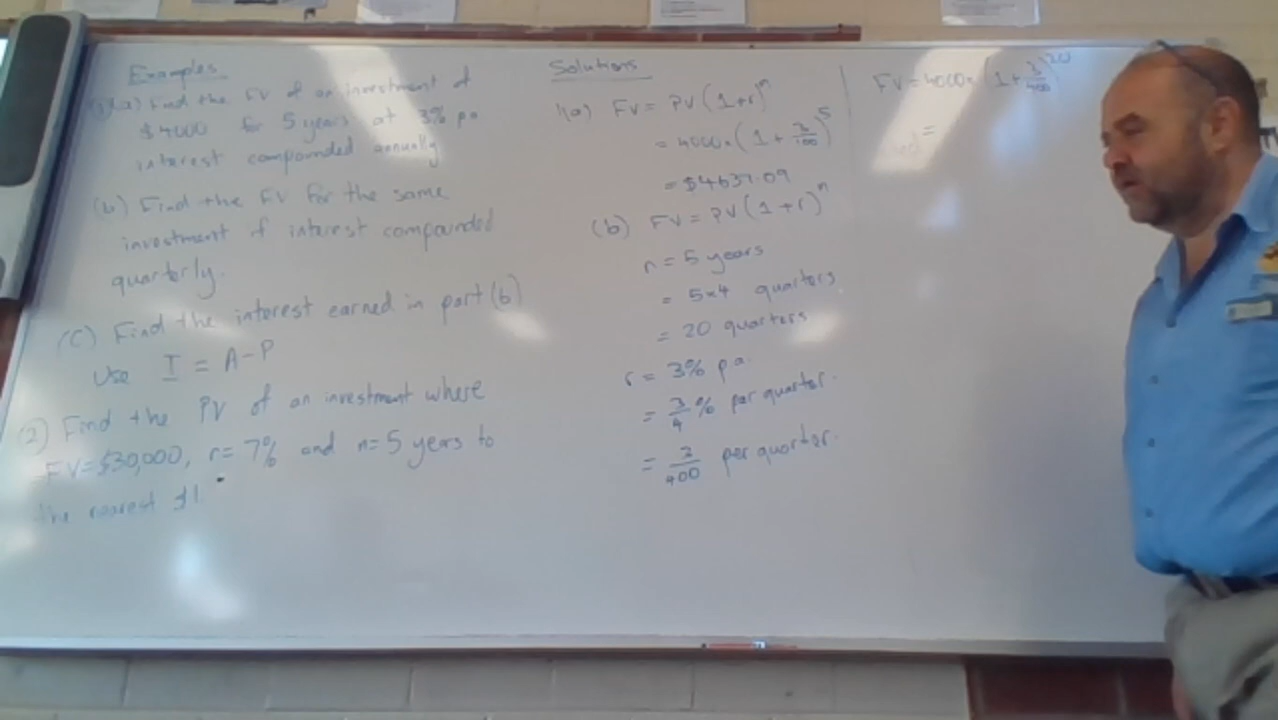 Examples
(1)(a) Find the FV of an investment of
$4000 for 5 years at 3% pa
interest compounded annually
(b) Find the FV for the same
investment if interest compounded
quarterly.
(C) Find the interest earned in part (b)
Use I = A-P
(2) Find the PV of an investment where
FV=$30,000, r= 7% and n= 5 years to
the nearest $1
Solutions
1(a) FV = PV(1+r)^n
= 4000×(1 + 3/100)^5
= $4637.09
(b) FV = PV(1+r)^n
n = 5 years
= 5×4 quarters
= 20 quarters
r = 3% pa.
= 3/4 % per quarter.
= 3/400 per quarter.
FV = 4000×(1+3/400)^20
=